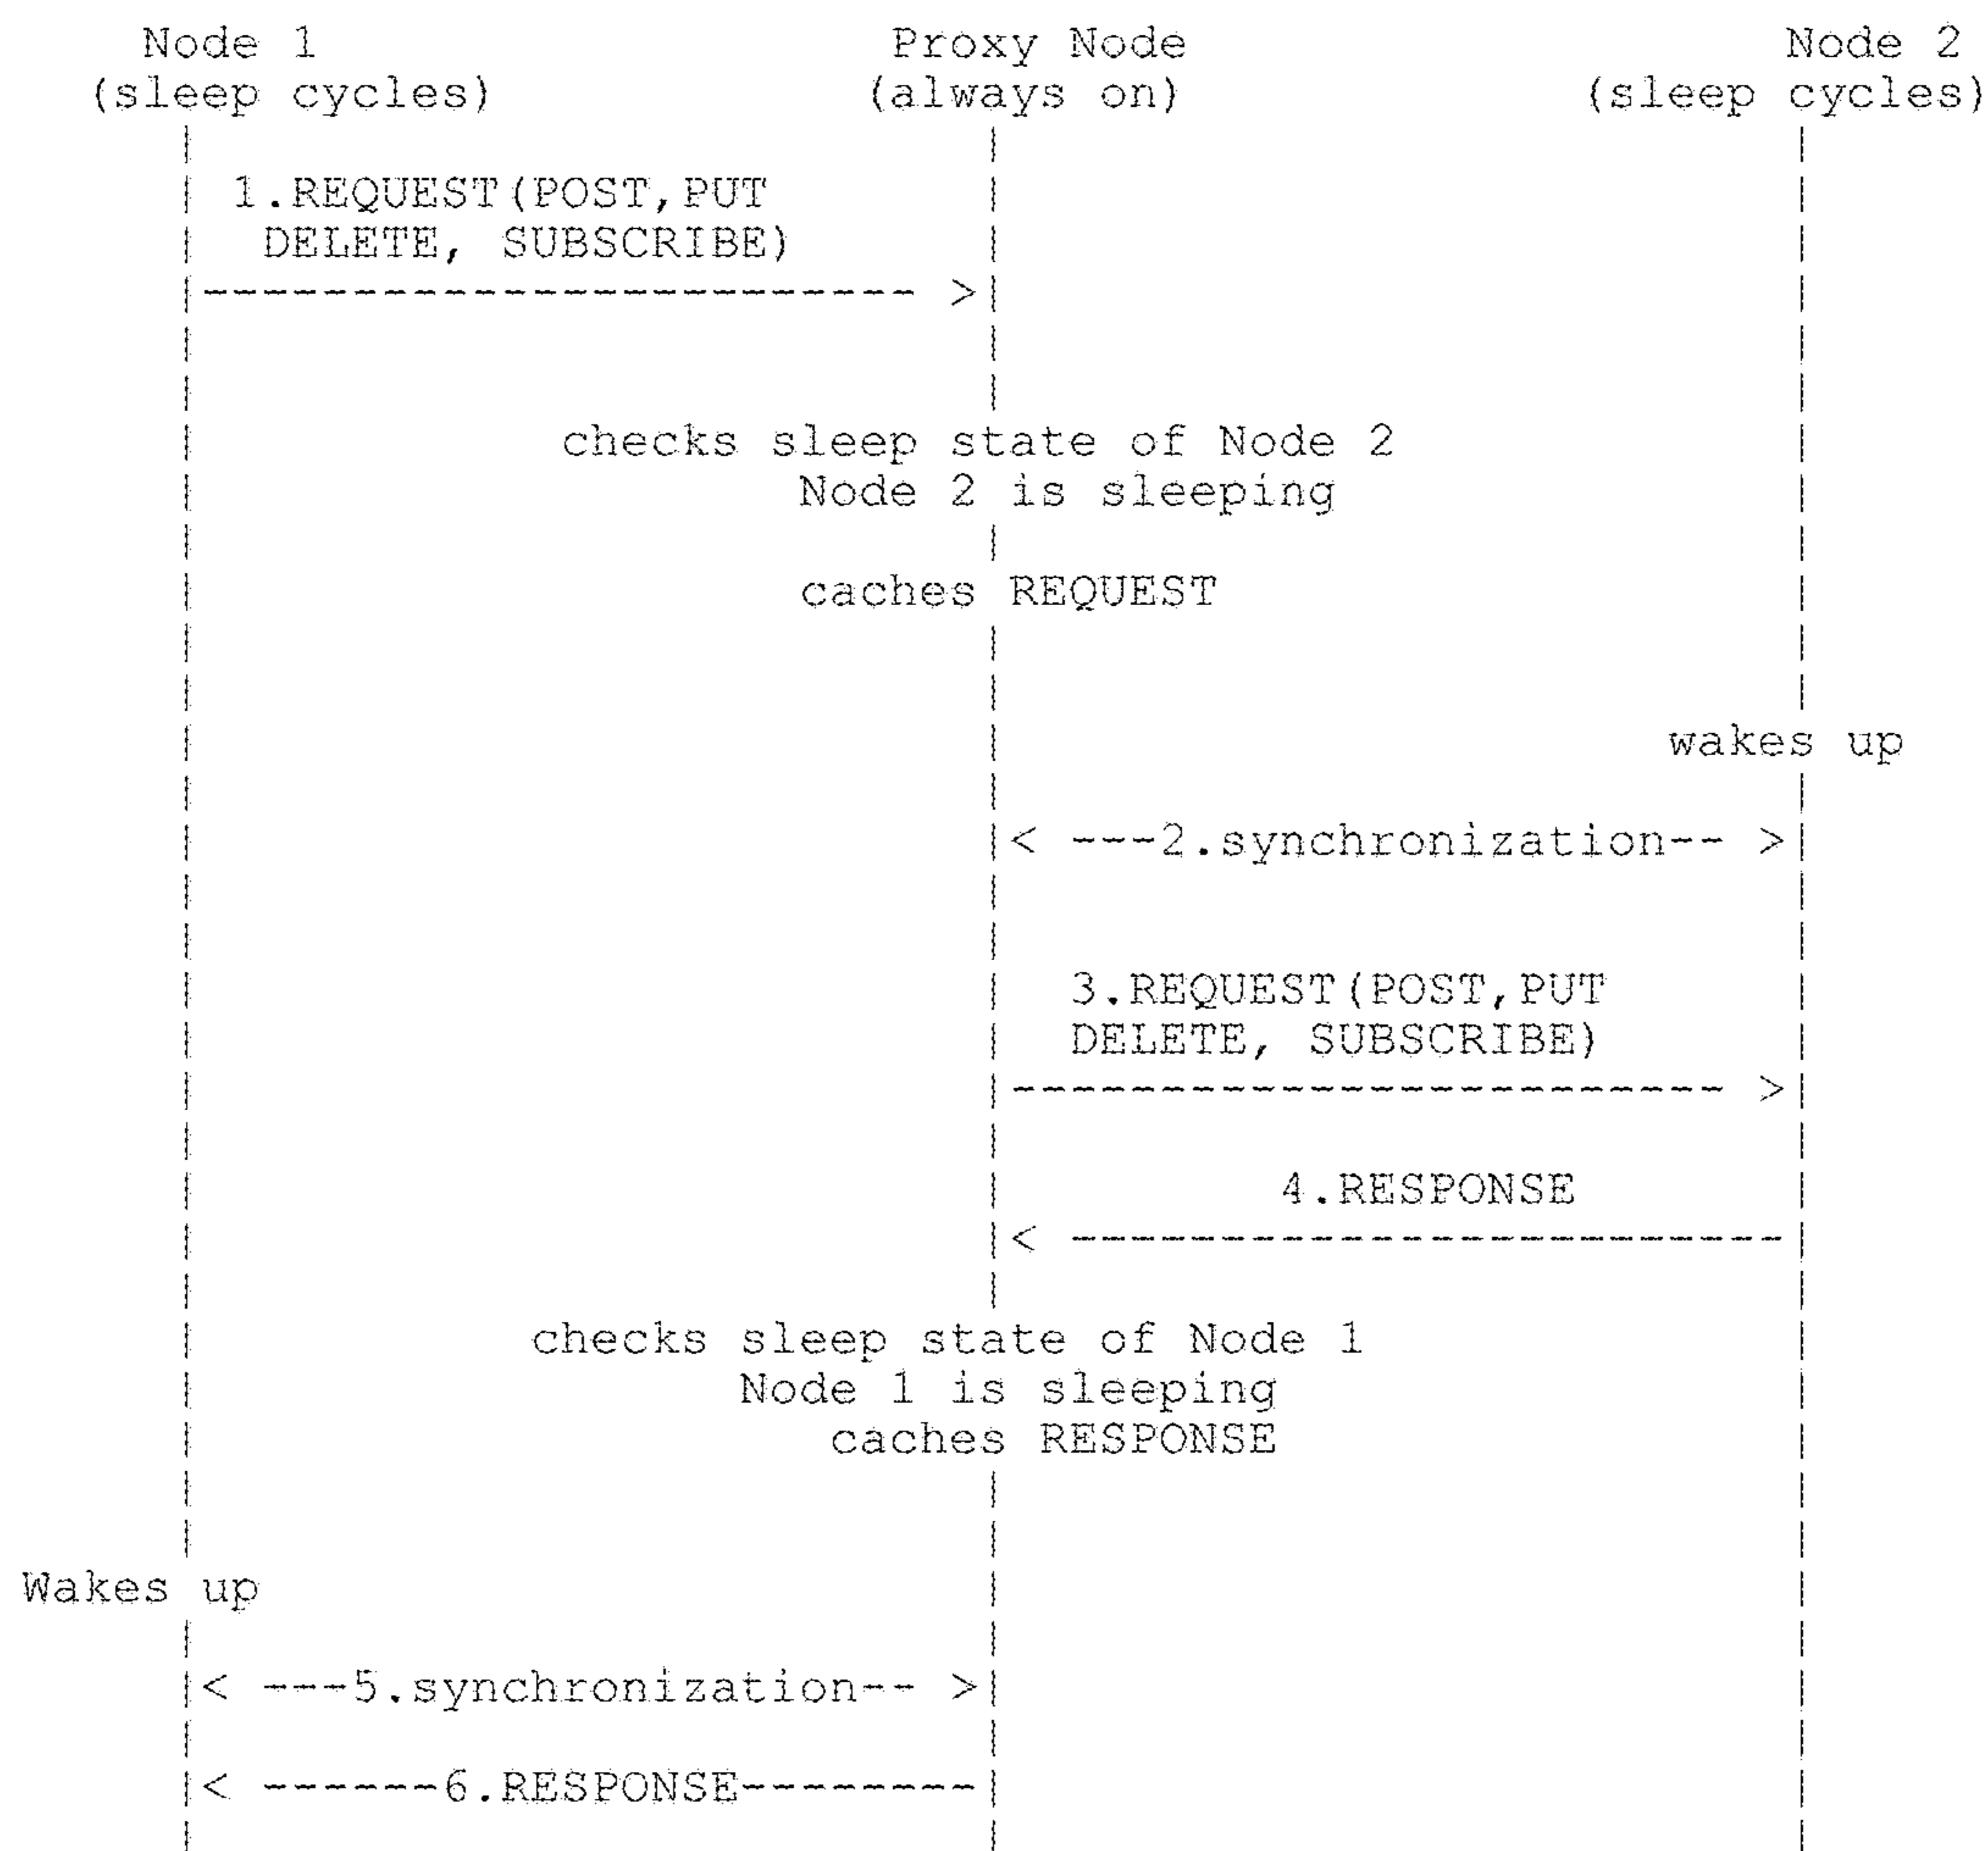 Node 1 Proxy Node Node 2
(sleep cycles) (always on) (sleep cycles)
1.REQUEST(POST,PUT
DELETE, SUBSCRIBE)
------------------------ >
checks sleep state of Node 2
Node 2 is sleeping
caches REQUEST
wakes up
< ---2.synchronization-- >
3.REQUEST(POST,PUT
DELETE, SUBSCRIBE)
------------------------ >
4.RESPONSE
< ------------------------
checks sleep state of Node 1
Node 1 is sleeping
caches RESPONSE
Wakes up
< ---5.synchronization-- >
< ------6.RESPONSE--------